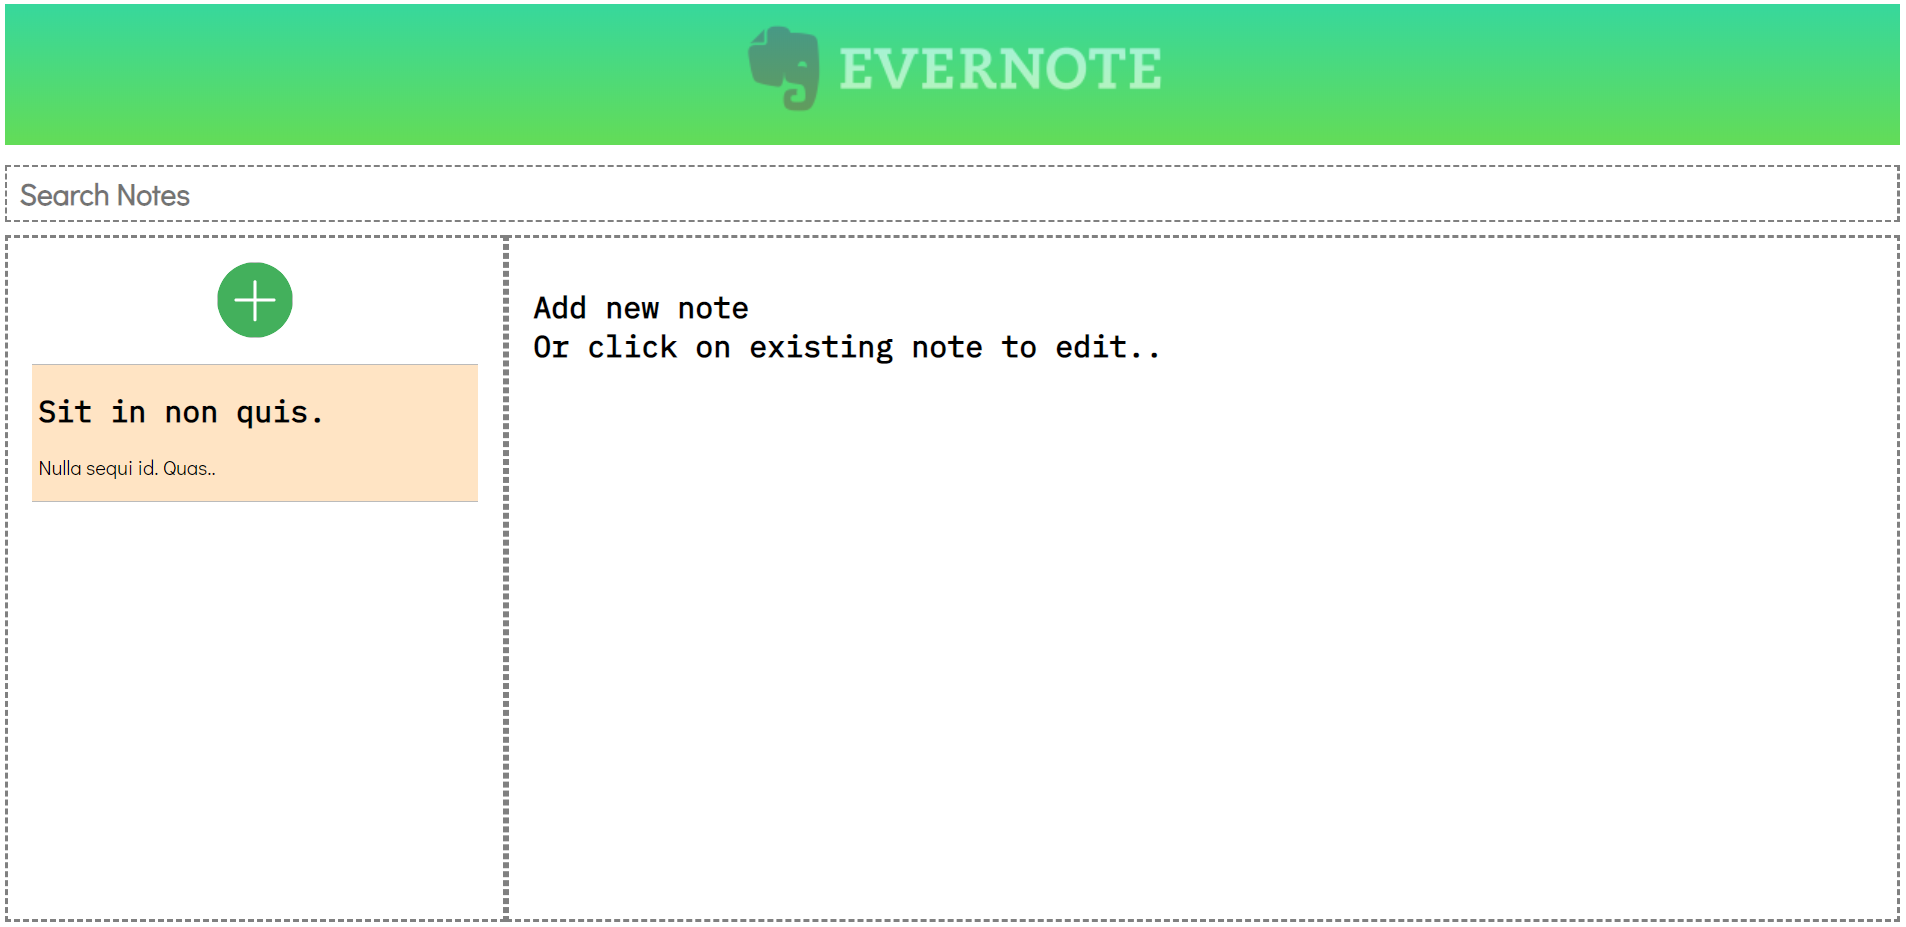 EVERNOTE
Search Notes
Sit in non quis.
Nulla sequi id. Quas..
Add new note
Or click on existing note to edit..